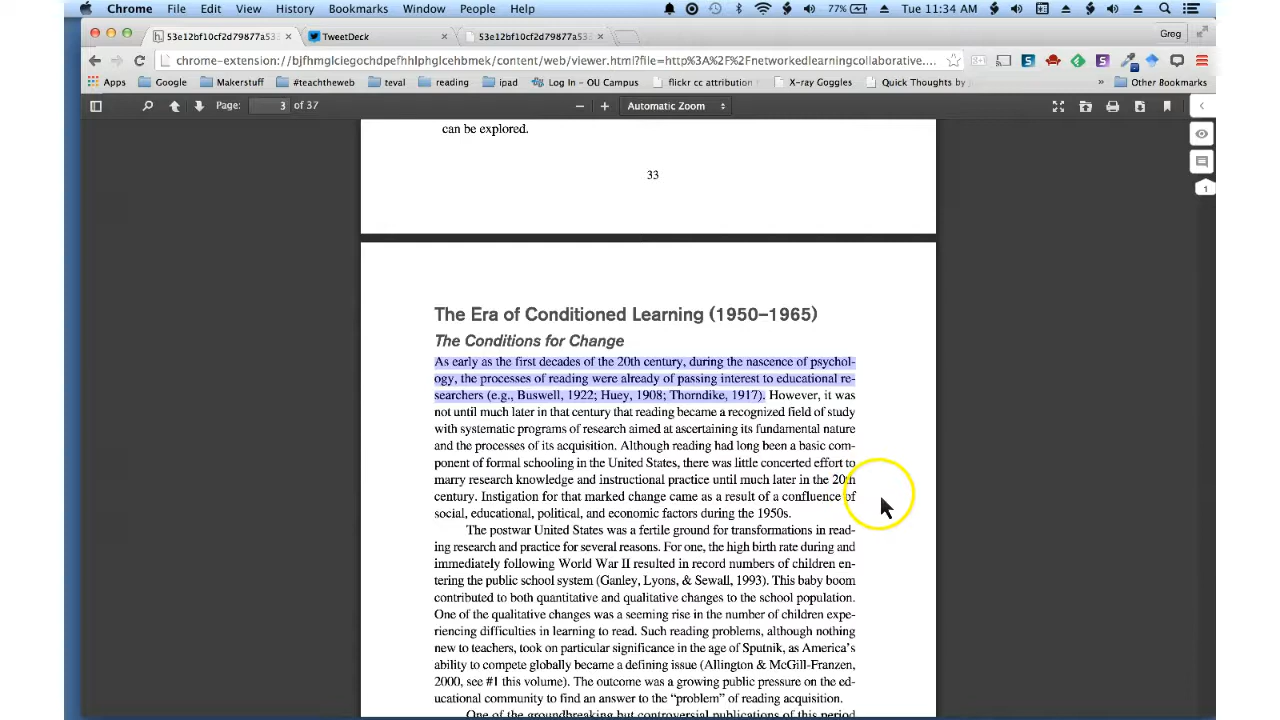 Chrome File Edit View History Bookmarks Window People Help 77% Tue 11:34 AM
53e12bf10cf2d79877a53 TweetDeck 53e12bf10cf2d79877a538 Greg
chrome-extension://bjfhmglciegochdpefhhlphglcehbmek/content/web/viewer.html?file=http%3A%2F%2Fnetworkedlearningcollaborative....
Apps Google Makerstuff #teachtheweb teval reading ipad Log In - OU Campus flickr cc attribution X-ray Goggles Quick Thoughts by » Other Bookmarks
Page: 3 of 37 Automatic Zoom
can be explored.
33
1
The Era of Conditioned Learning (1950–1965)
The Conditions for Change
As early as the first decades of the 20th century, during the nascence of psychol-
ogy, the processes of reading were already of passing interest to educational re-
searchers (e.g., Buswell, 1922; Huey, 1908; Thorndike, 1917). However, it was
not until much later in that century that reading became a recognized field of study
with systematic programs of research aimed at ascertaining its fundamental nature
and the processes of its acquisition. Although reading had long been a basic com-
ponent of formal schooling in the United States, there was little concerted effort to
marry research knowledge and instructional practice until much later in the 20th
century. Instigation for that marked change came as a result of a confluence of
social, educational, political, and economic factors during the 1950s.
The postwar United States was a fertile ground for transformations in read-
ing research and practice for several reasons. For one, the high birth rate during and
immediately following World War II resulted in record numbers of children en-
tering the public school system (Ganley, Lyons, & Sewall, 1993). This baby boom
contributed to both quantitative and qualitative changes to the school population.
One of the qualitative changes was a seeming rise in the number of children expe-
riencing difficulties in learning to read. Such reading problems, although nothing
new to teachers, took on particular significance in the age of Sputnik, as America's
ability to compete globally became a defining issue (Allington & McGill-Franzen,
2000, see #1 this volume). The outcome was a growing public pressure on the ed-
ucational community to find an answer to the “problem” of reading acquisition.
One of the groundbreaking but controversial publications of this period